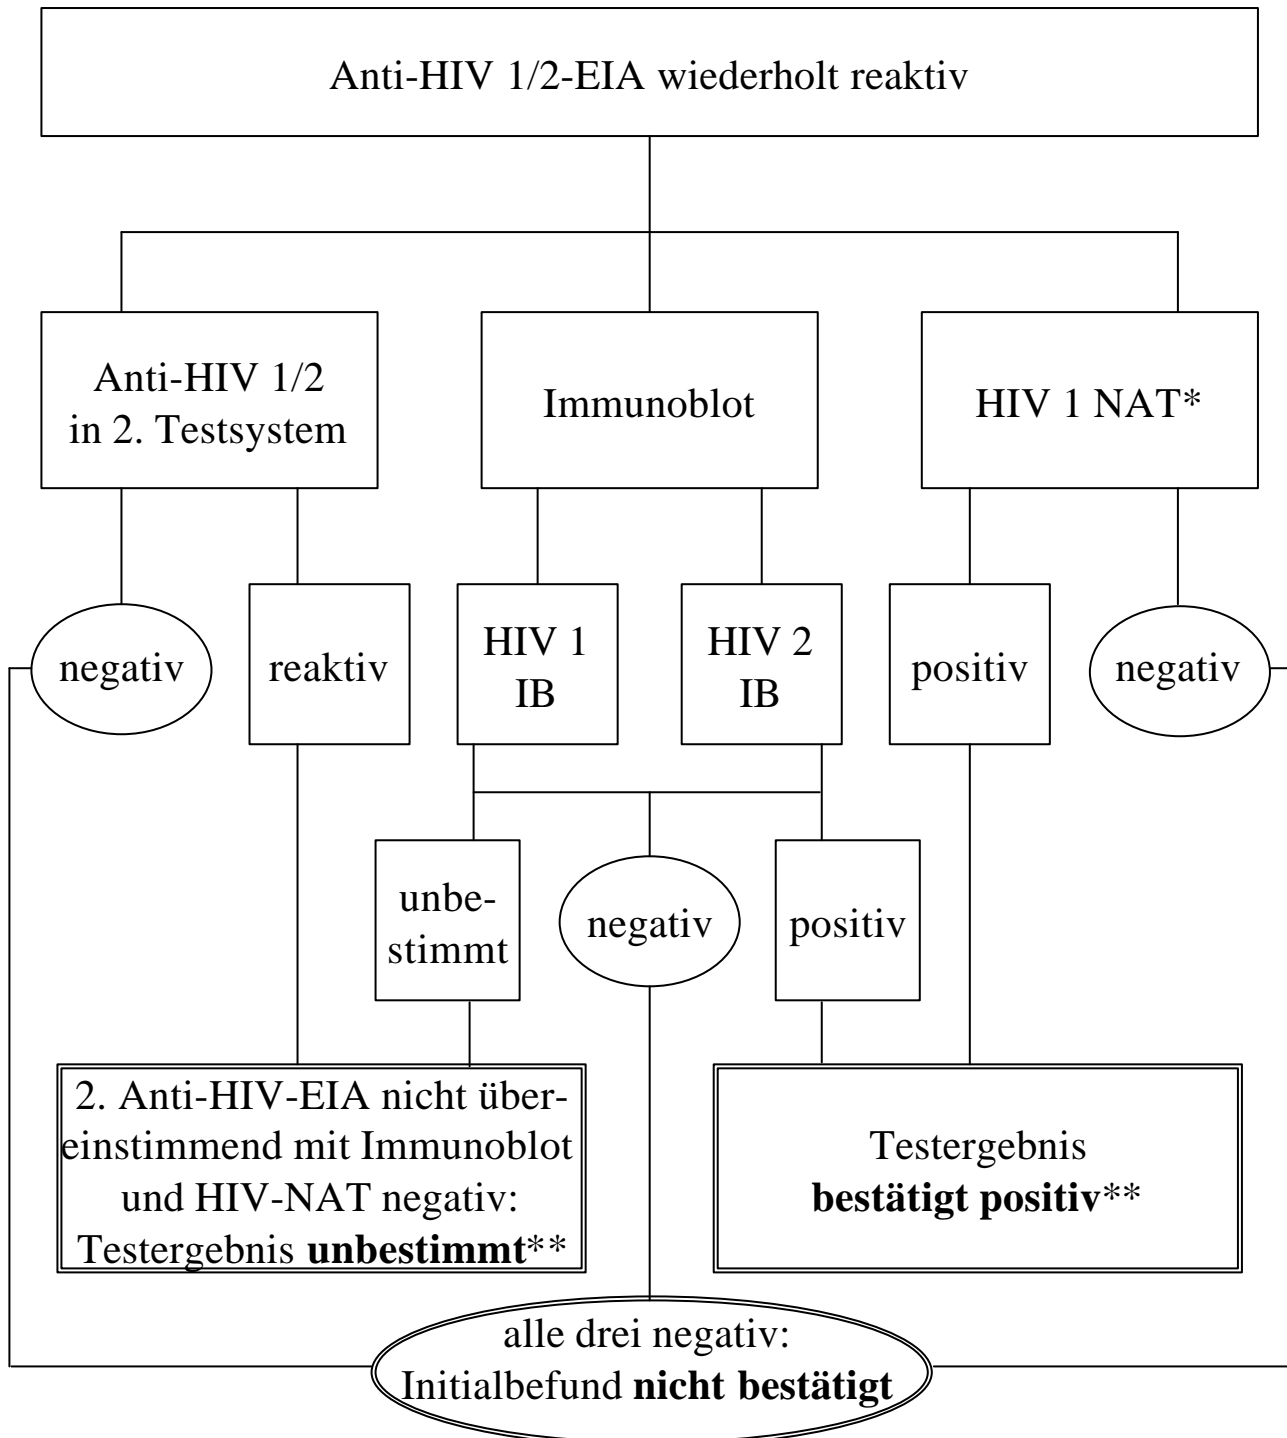 Anti-HIV 1/2-EIA wiederholt reaktiv
Anti-HIV 1/2
in 2. Testsystem
Immunoblot
HIV 1 NAT*
negativ
reaktiv
HIV 1
IB
HIV 2
IB
positiv
negativ
unbe-
stimmt
negativ
positiv
2. Anti-HIV-EIA nicht über-
einstimmend mit Immunoblot
und HIV-NAT negativ:
Testergebnis unbestimmt**
Testergebnis
bestätigt positiv**
alle drei negativ:
Initialbefund nicht bestätigt